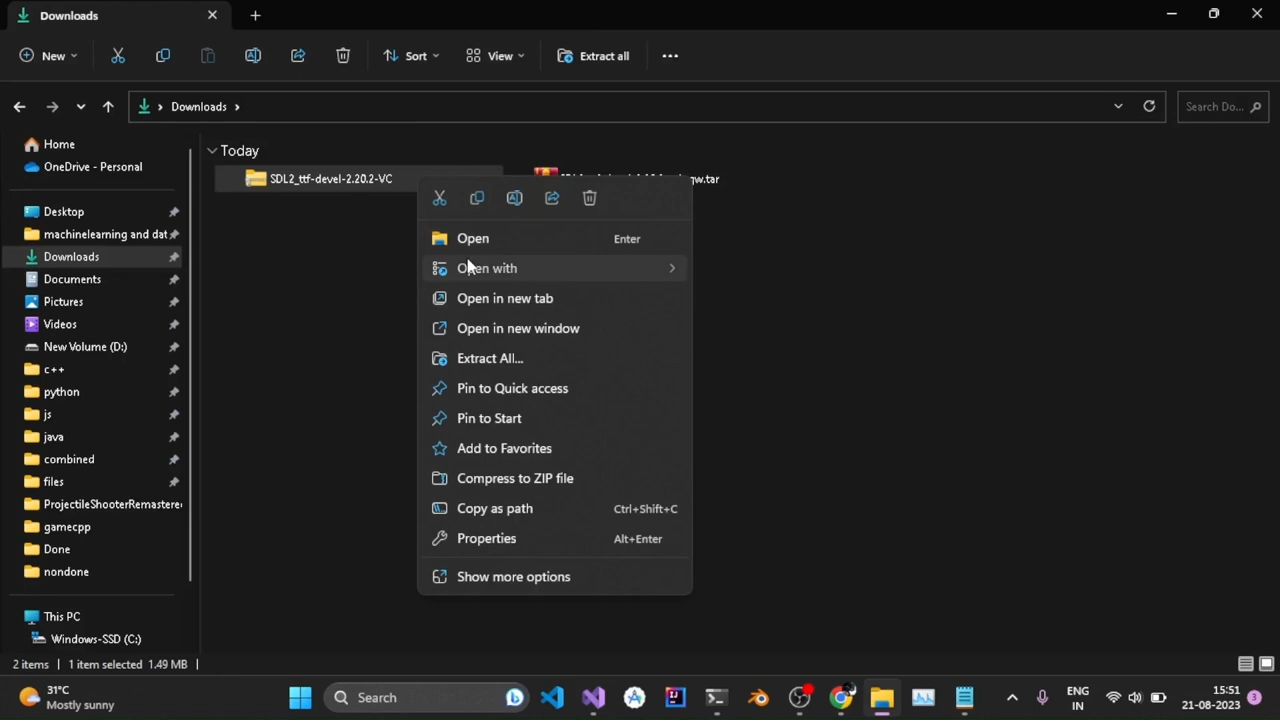 Downloads
New
Sort
View
Extract all
Downloads
Search Do...
Home
OneDrive - Personal
Desktop
machinelearning and dat
Downloads
Documents
Pictures
Videos
New Volume (D:)
c++
python
js
java
combined
files
ProjectileShooterRemastere
gamecpp
Done
nondone
This PC
Windows-SSD (C:)
Today
SDL2_ttf-devel-2.20.2-VC
gw.tar
Open Enter
Open with
Open in new tab
Open in new window
Extract All...
Pin to Quick access
Pin to Start
Add to Favorites
Compress to ZIP file
Copy as path Ctrl+Shift+C
Properties Alt+Enter
Show more options
2 items 1 item selected 1.49 MB
31°C
Mostly sunny
Search
ENG
IN
15:51
21-08-2023
3